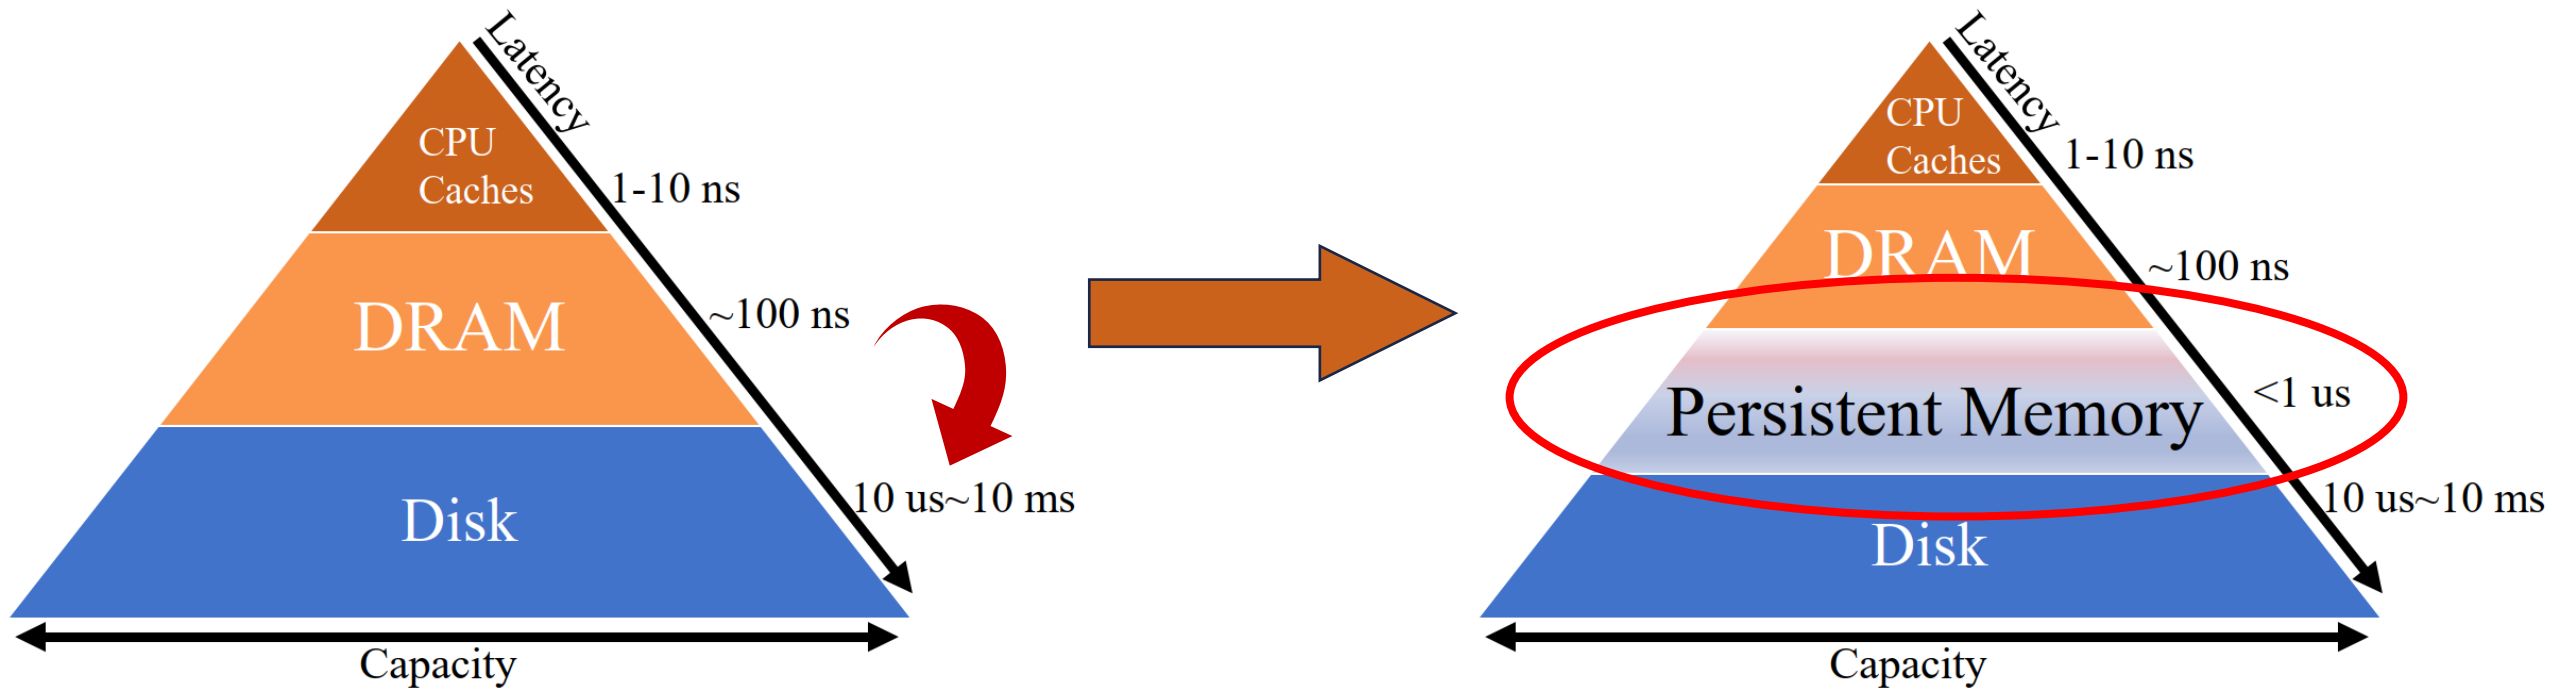 Latency
CPU
Caches
1-10 ns
DRAM
~100 ns
Disk
10 us~10 ms
Capacity
Latency
CPU
Caches
1-10 ns
DRAM
~100 ns
Persistent Memory
<1 us
Disk
10 us~10 ms
Capacity